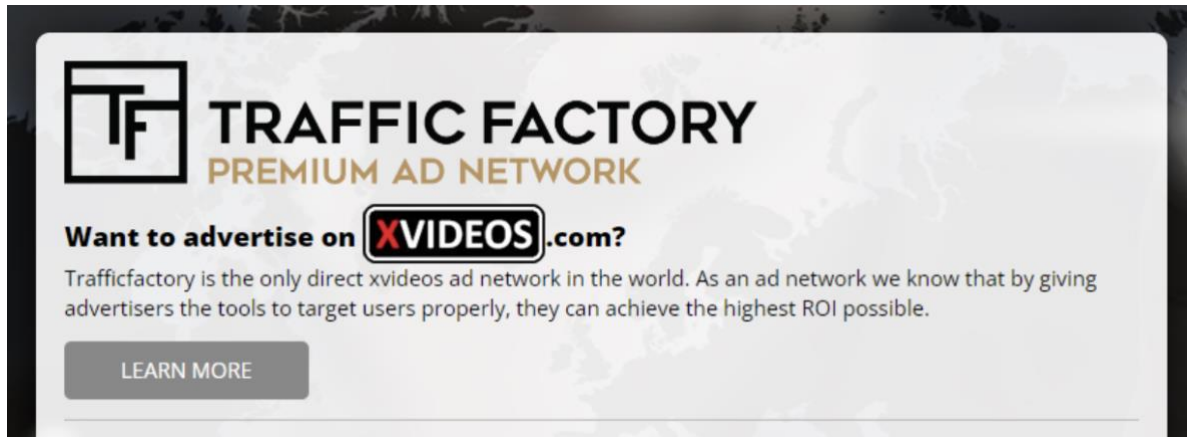 TF
TRAFFIC FACTORY
PREMIUM AD NETWORK
Want to advertise on XVIDEOS.com?
Trafficfactory is the only direct xvideos ad network in the world. As an ad network we know that by giving
advertisers the tools to target users properly, they can achieve the highest ROI possible.
LEARN MORE